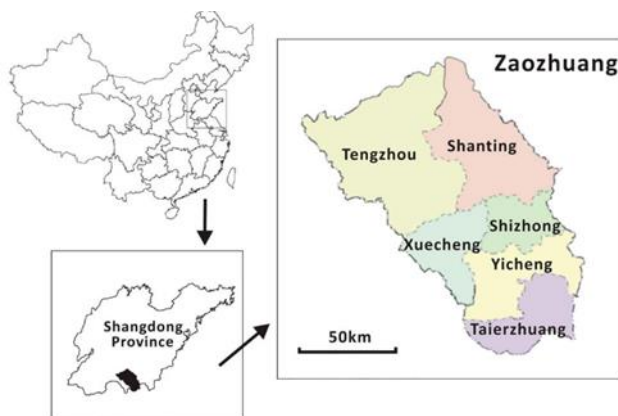 Zaozhuang
Tengzhou
Shanting
Shizhong
Xuecheng
Yicheng
Taierzhuang
50km
Shangdong
Province